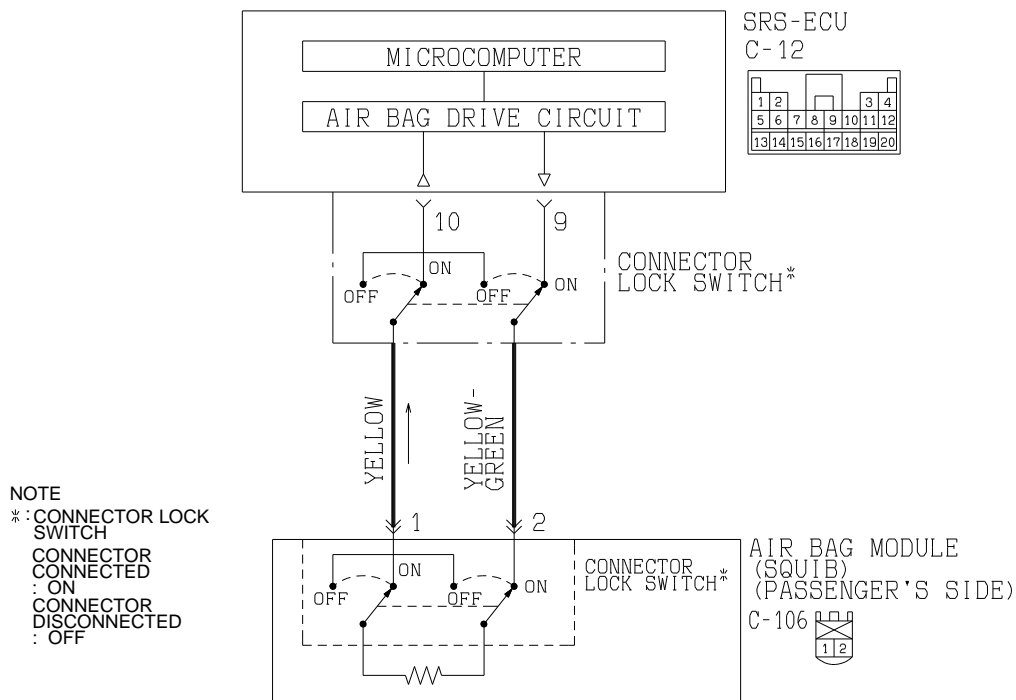 SRS-ECU
C-12
MICROCOMPUTER
AIR BAG DRIVE CIRCUIT
1 2 3 4
5 6 7 8 9 10 11 12
13 14 15 16 17 18 19 20
10 9
CONNECTOR
LOCK SWITCH*
ON
OFF
ON
OFF
YELLOW
YELLOW-
GREEN
NOTE
* : CONNECTOR LOCK
SWITCH
CONNECTOR
CONNECTED
: ON
CONNECTOR
DISCONNECTED
: OFF
1 2
AIR BAG MODULE
(SQUIB)
(PASSENGER'S SIDE)
C-106
1 2
CONNECTOR
LOCK SWITCH*
ON
OFF
ON
OFF